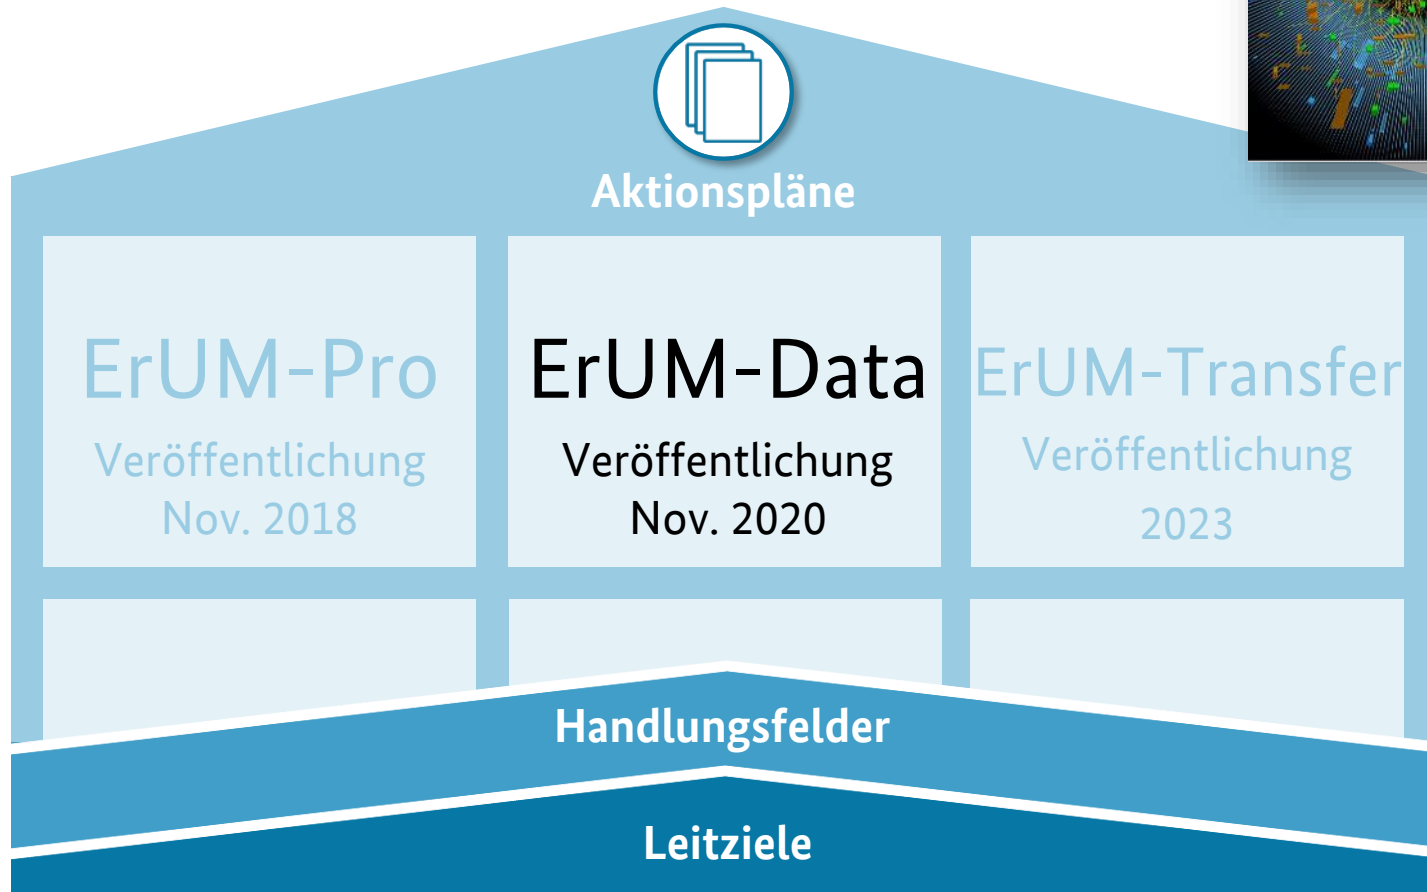 Aktionspläne
ErUM-Pro
Veröffentlichung
Nov. 2018
ErUM-Data
Veröffentlichung
Nov. 2020
ErUM-Transfer
Veröffentlichung
2023
Handlungsfelder
Leitziele